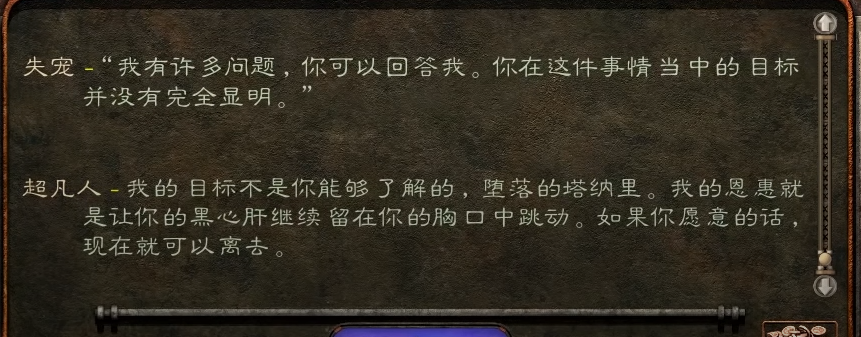 失宠 -“我有许多问题，你可以回答我。你在这件事情当中的目标
并没有完全显明。”
超凡人 - 我的目标不是你能够了解的，堕落的塔纳里。我的恩惠就
是让你的黑心肝继续留在你的胸口中跳动。如果你愿意的话，
现在就可以离去。